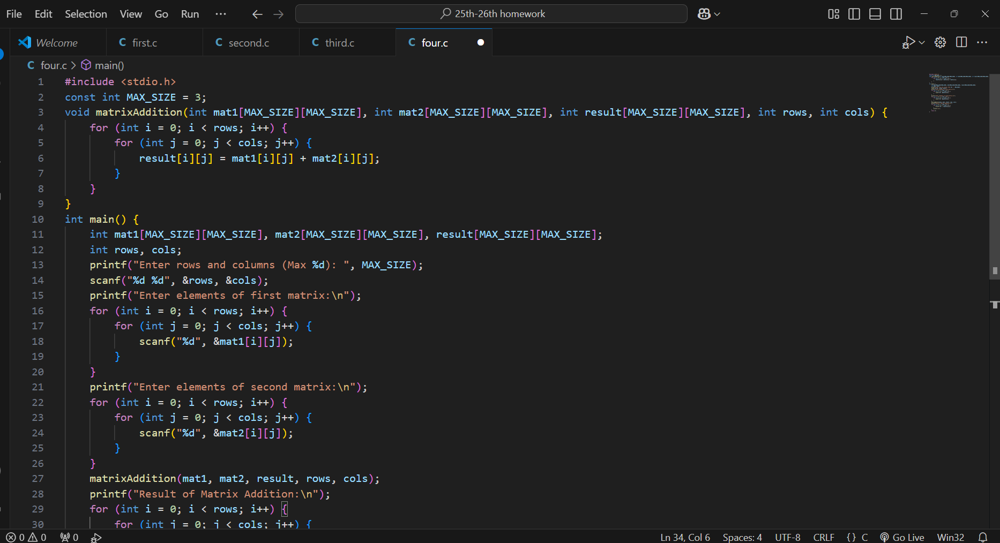 File Edit Selection View Go Run ··· 25th-26th homework
Welcome first.c second.c third.c four.c
C four.c > main()
1 #include <stdio.h>
2 const int MAX_SIZE = 3;
3 void matrixAddition(int mat1[MAX_SIZE][MAX_SIZE], int mat2[MAX_SIZE][MAX_SIZE], int result[MAX_SIZE][MAX_SIZE], int rows, int cols) {
4     for (int i = 0; i < rows; i++) {
5         for (int j = 0; j < cols; j++) {
6             result[i][j] = mat1[i][j] + mat2[i][j];
7         }
8     }
9 }
10 int main() {
11     int mat1[MAX_SIZE][MAX_SIZE], mat2[MAX_SIZE][MAX_SIZE], result[MAX_SIZE][MAX_SIZE];
12     int rows, cols;
13     printf("Enter rows and columns (Max %d): ", MAX_SIZE);
14     scanf("%d %d", &rows, &cols);
15     printf("Enter elements of first matrix:\n");
16     for (int i = 0; i < rows; i++) {
17         for (int j = 0; j < cols; j++) {
18             scanf("%d", &mat1[i][j]);
19         }
20     }
21     printf("Enter elements of second matrix:\n");
22     for (int i = 0; i < rows; i++) {
23         for (int j = 0; j < cols; j++) {
24             scanf("%d", &mat2[i][j]);
25         }
26     }
27     matrixAddition(mat1, mat2, result, rows, cols);
28     printf("Result of Matrix Addition:\n");
29     for (int i = 0; i < rows; i++) {
30         for (int j = 0; j < cols; j++) {
0 0 0 Ln 34, Col 6 Spaces: 4 UTF-8 CRLF {} C Go Live Win32